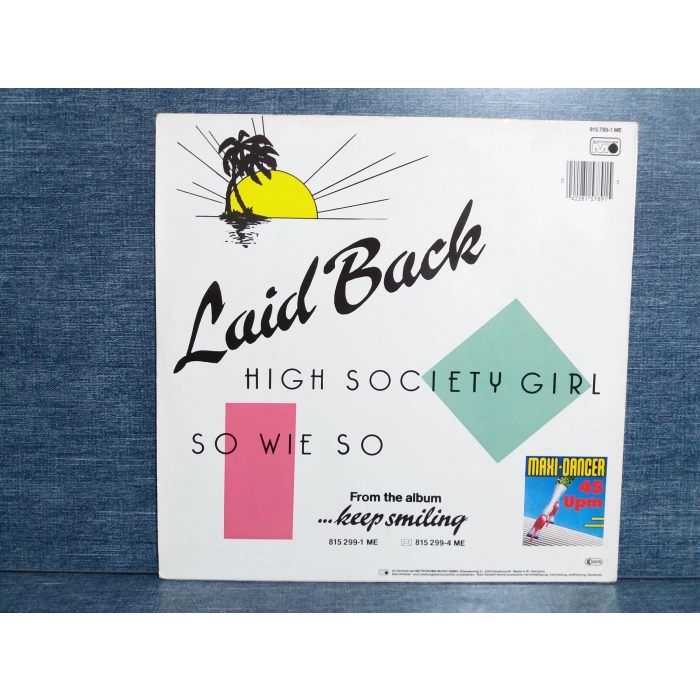 815 789-1 ME
Laid Back
HIGH SOCIETY GIRL
SO WIE SO
MAXI-DANCER
45
Upm
From the album
...keep smiling
815 299-1 ME 815 299-4 ME